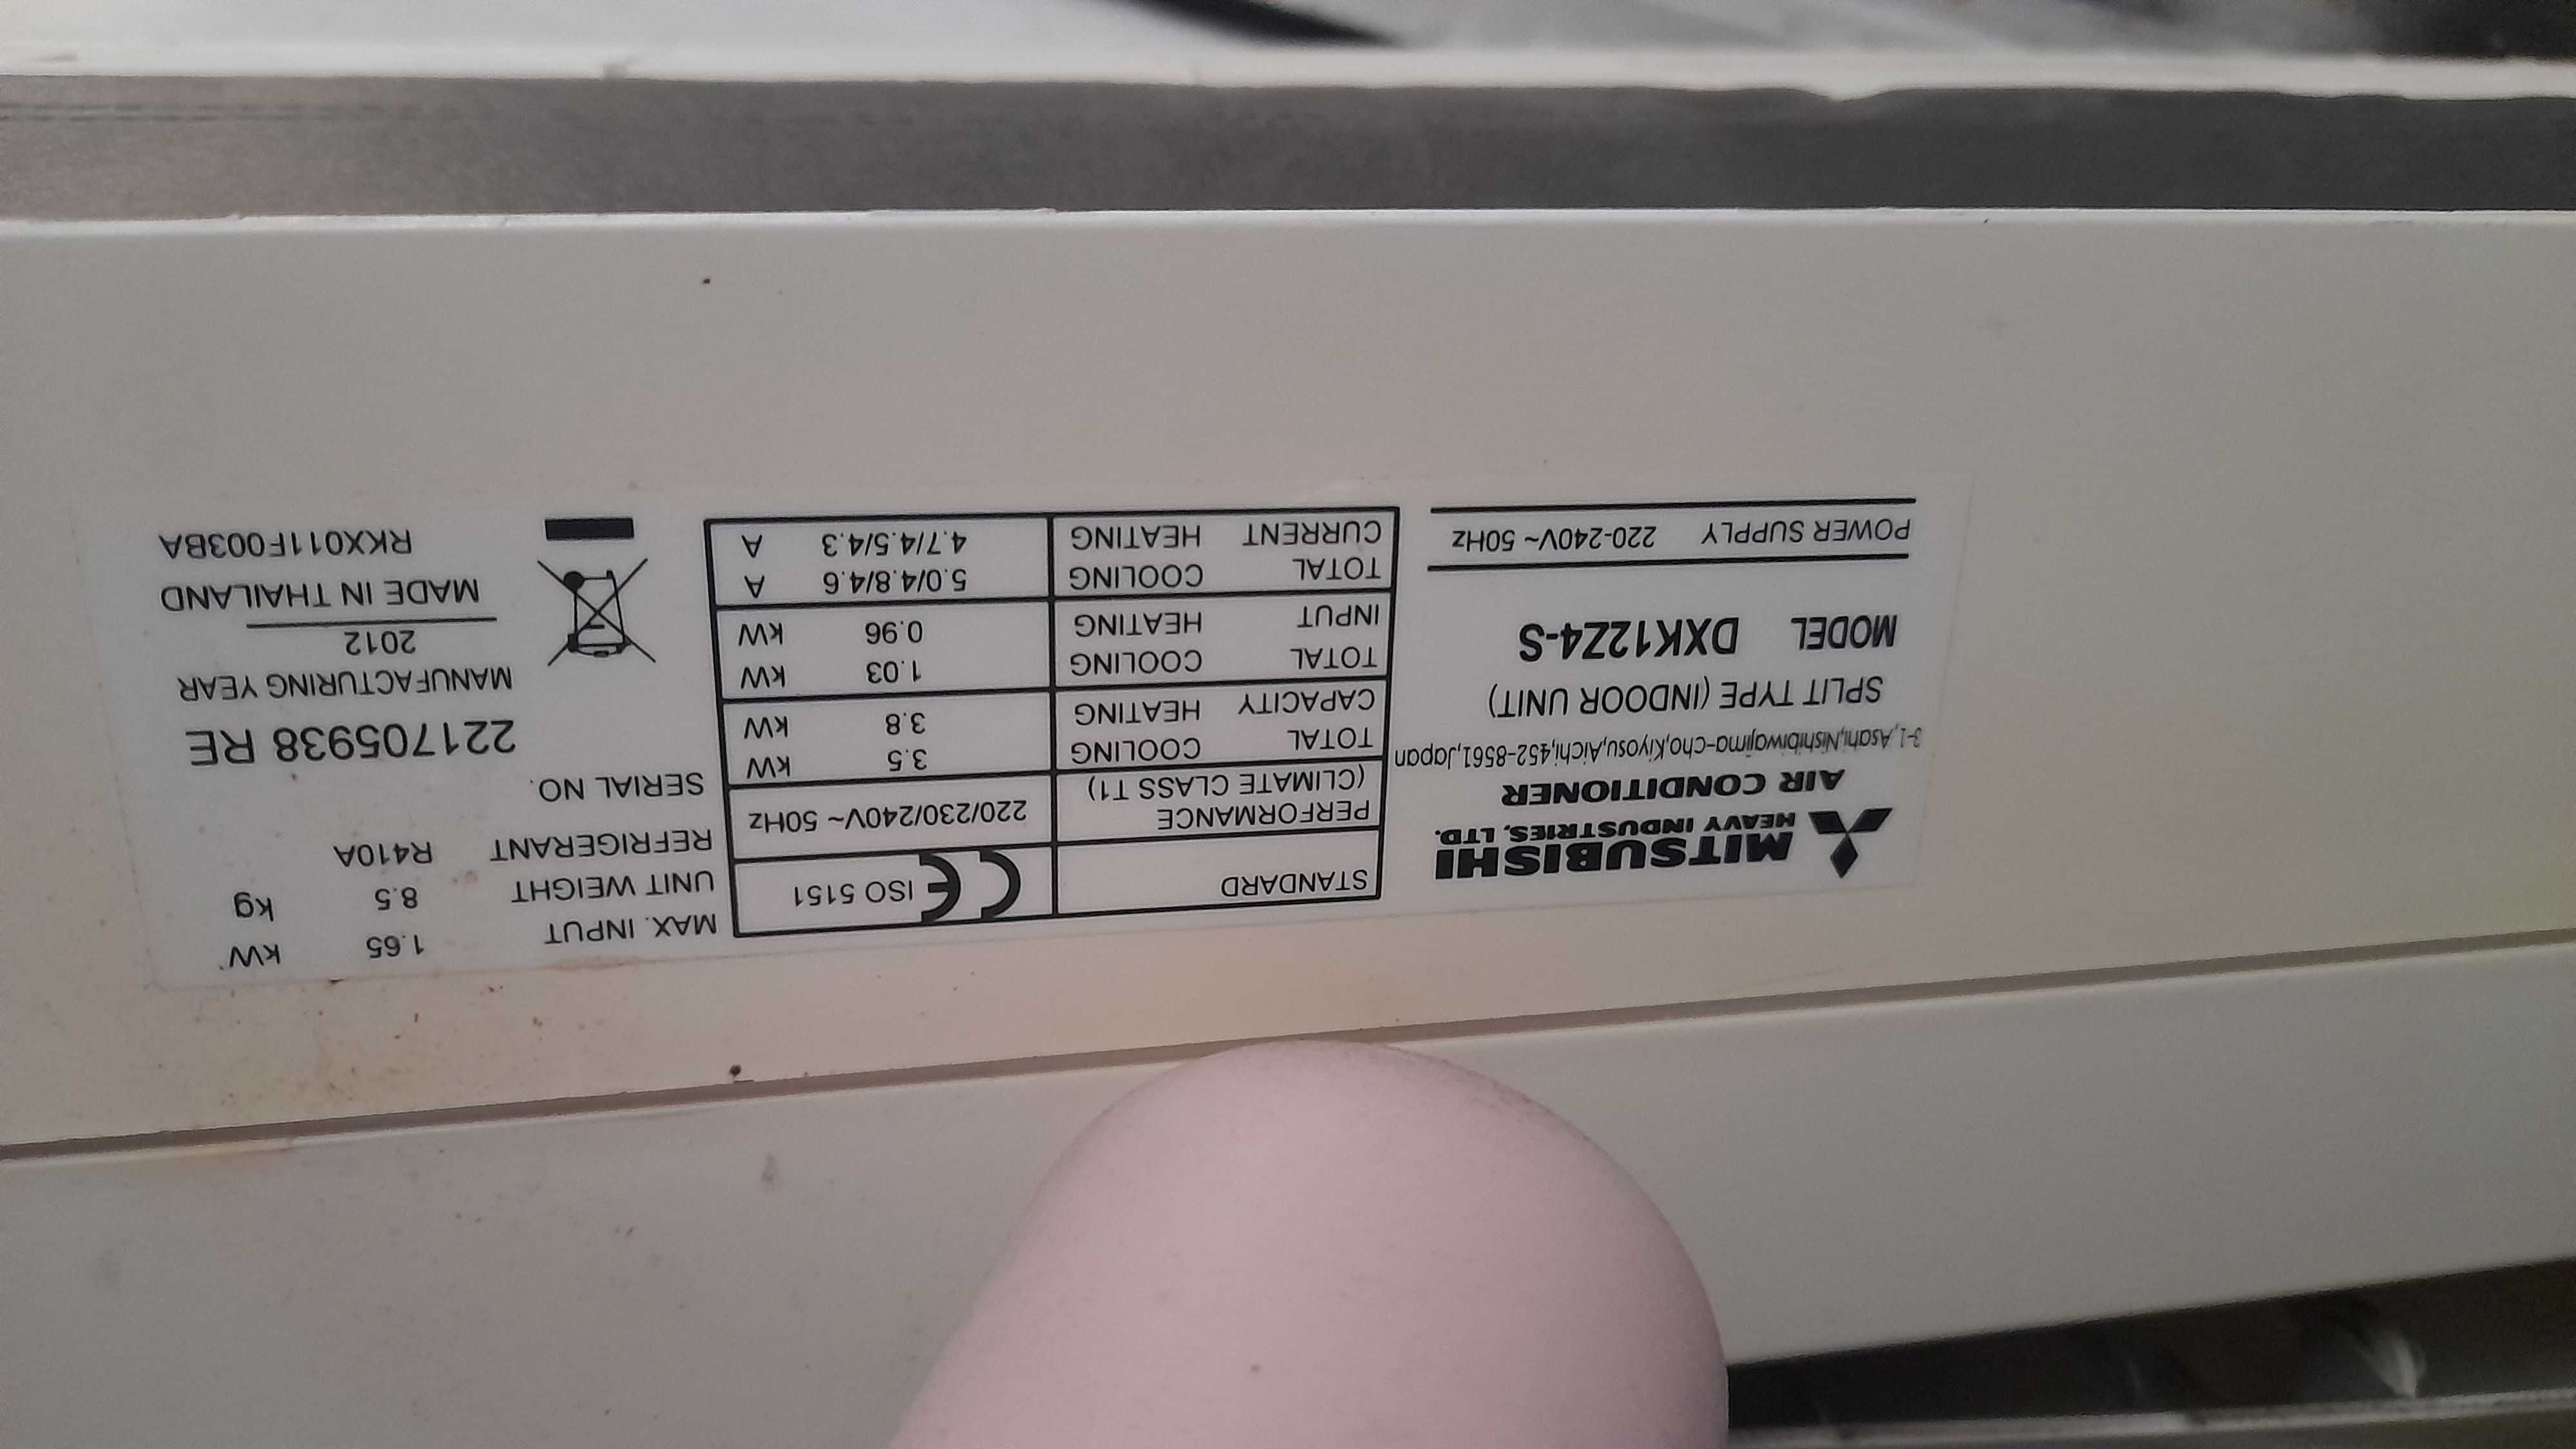 MITSUBISHI
HEAVY INDUSTRIES, LTD.
AIR CONDITIONER
3-1,Asahi,Nishibiwajima-cho,Kiyosu,Aichi,452-8561,Japan
SPLIT TYPE (INDOOR UNIT)
MODEL DXK12Z4-S
POWER SUPPLY 220-240V~ 50Hz
STANDARD CE ISO 5151
PERFORMANCE
(CLIMATE CLASS T1) 220/230/240V~ 50Hz
TOTAL COOLING 3.5 kW
CAPACITY HEATING 3.8 kW
TOTAL COOLING 1.03 kW
INPUT HEATING 0.96 kW
TOTAL COOLING 5.0/4.8/4.6 A
CURRENT HEATING 4.7/4.5/4.3 A
MAX. INPUT 1.65 kW
UNIT WEIGHT 8.5 kg
REFRIGERANT R410A
SERIAL NO.
221705938 RE
MANUFACTURING YEAR
2012
MADE IN THAILAND
RKX011F003BA